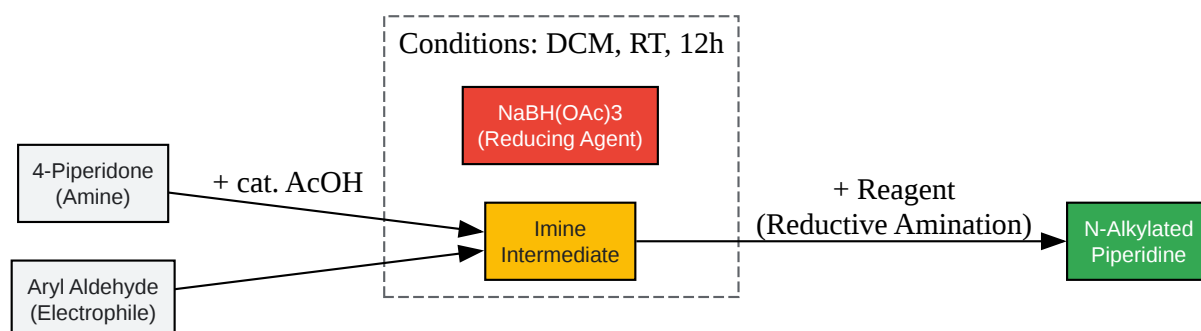 Conditions: DCM, RT, 12h
NaBH(OAc)3
(Reducing Agent)
4-Piperidone
(Amine)
+ cat. AcOH
Aryl Aldehyde
(Electrophile)
Imine
Intermediate
+ Reagent
(Reductive Amination)
N-Alkylated
Piperidine